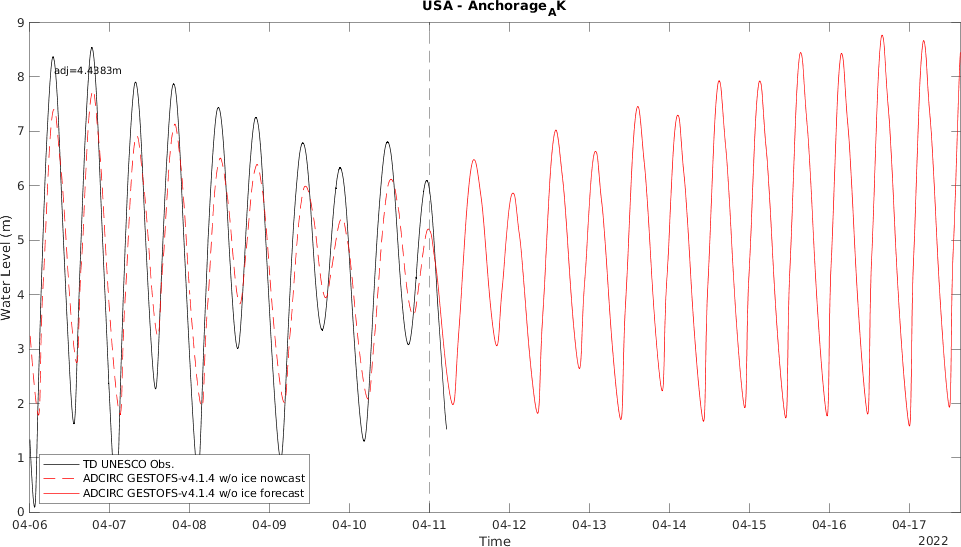 USA - Anchorage_AK
9
8
7
6
5
4
3
2
1
0
Water Level (m)
adj=4.4383m
TD UNESCO Obs.
ADCIRC GESTOFS-v4.1.4 w/o ice nowcast
ADCIRC GESTOFS-v4.1.4 w/o ice forecast
04-06 04-07 04-08 04-09 04-10 04-11 04-12 04-13 04-14 04-15 04-16 04-17
Time
2022